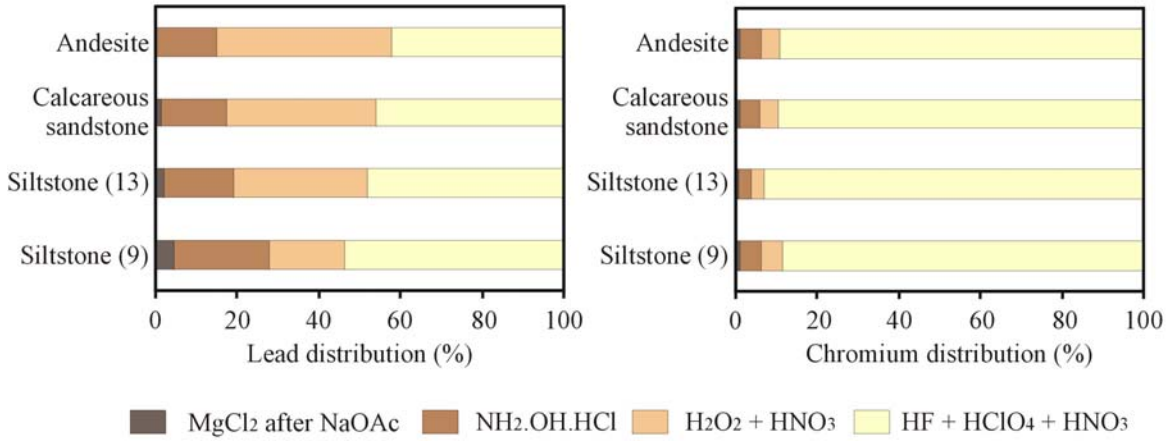 Andesite
Calcareous
sandstone
Siltstone (13)
Siltstone (9)
0 20 40 60 80 100
Lead distribution (%)
Andesite
Calcareous
sandstone
Siltstone (13)
Siltstone (9)
0 20 40 60 80 100
Chromium distribution (%)
MgCl₂ after NaOAc NH₂.OH.HCl H₂O₂ + HNO₃ HF + HClO₄ + HNO₃